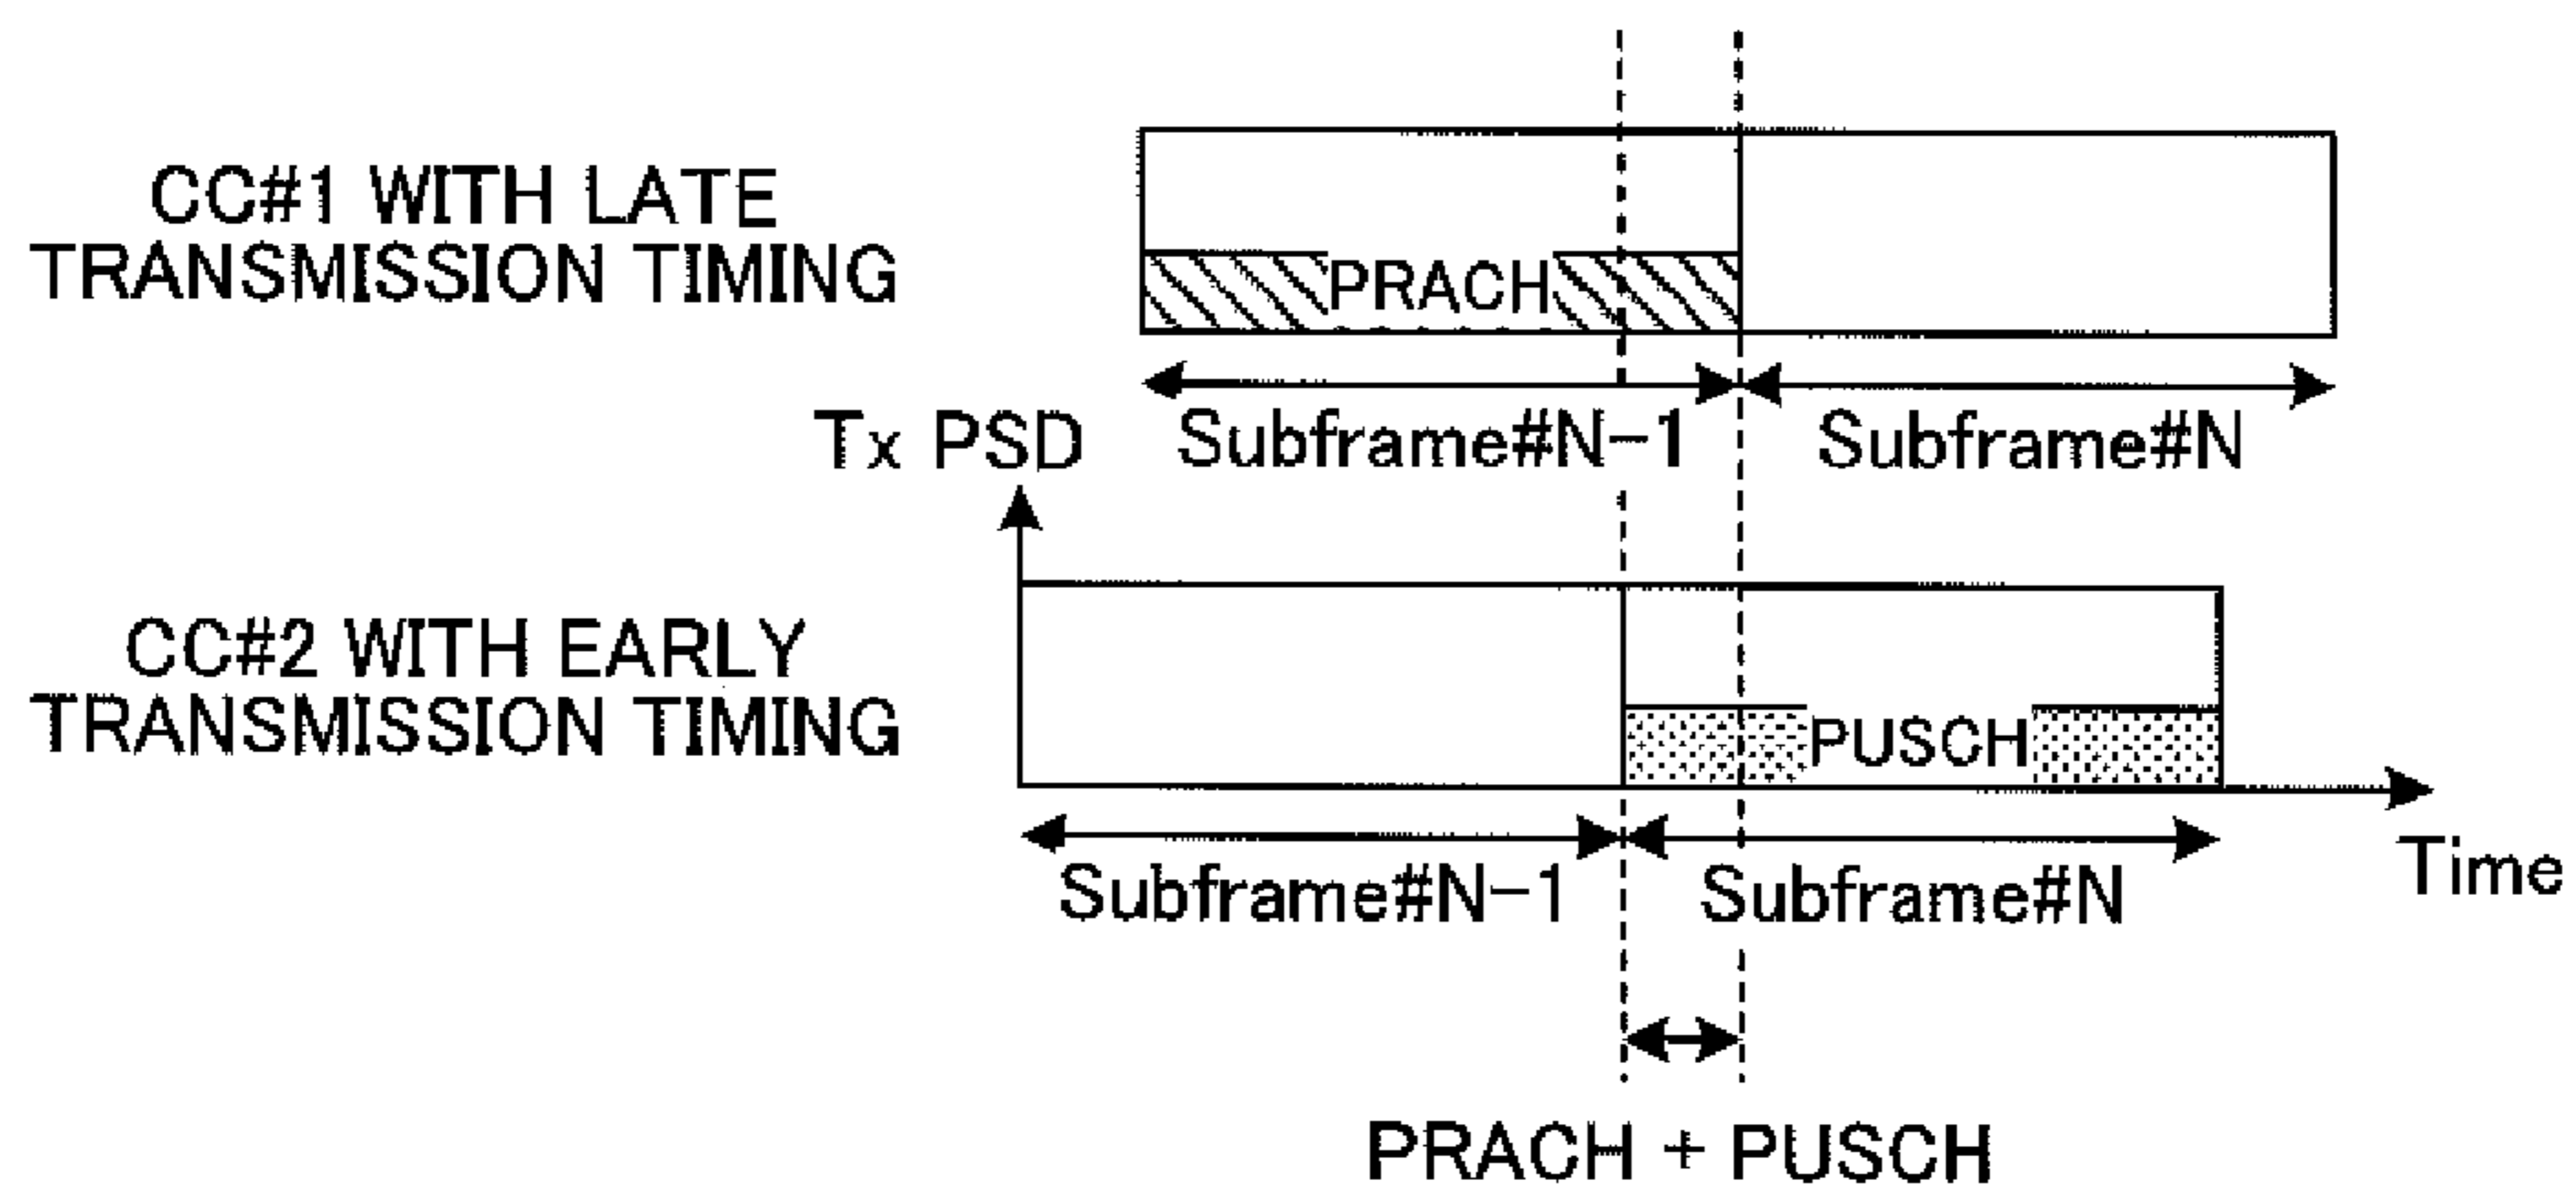 CC#1 WITH LATE
TRANSMISSION TIMING
PRACH
Subframe#N-1
Subframe#N
Tx PSD
CC#2 WITH EARLY
TRANSMISSION TIMING
PUSCH
Subframe#N-1
Subframe#N
Time
PRACH + PUSCH